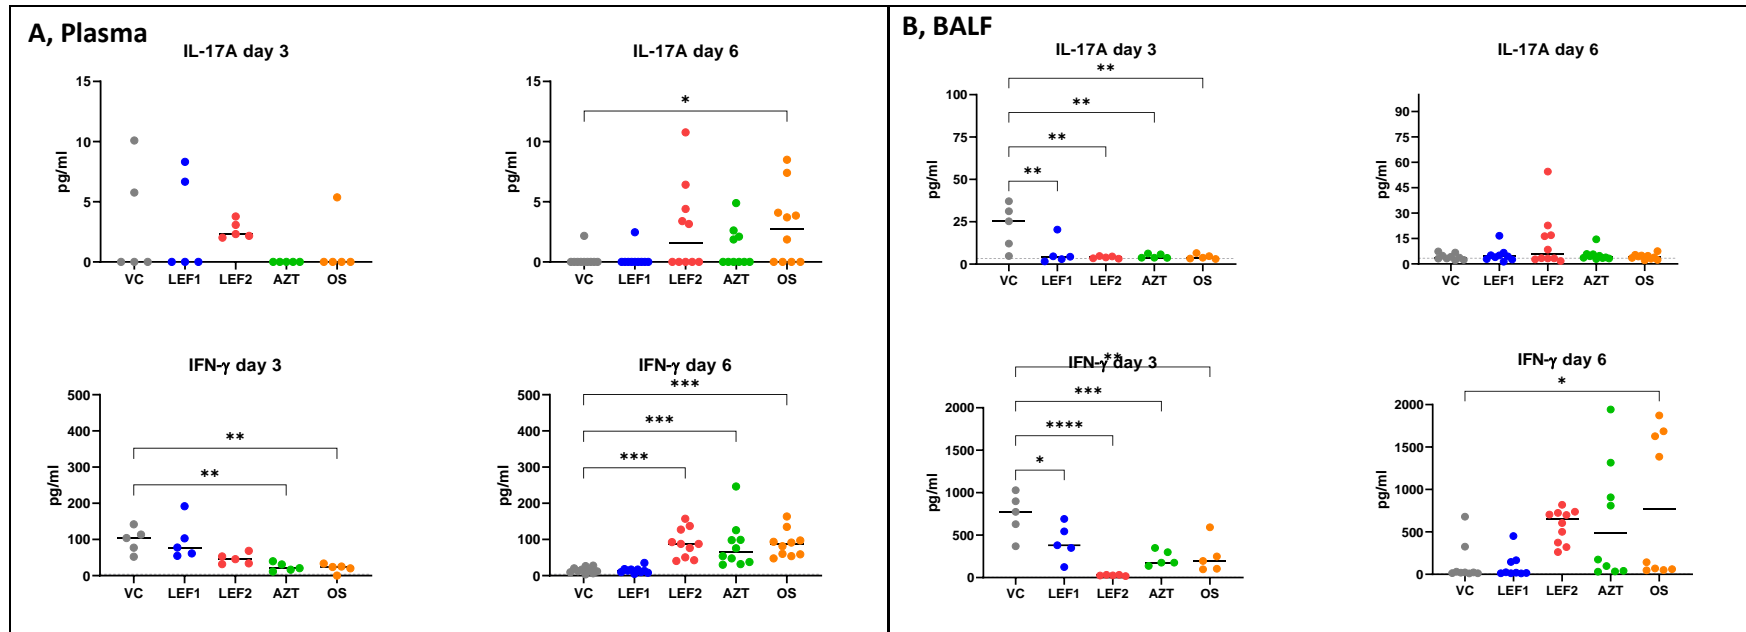 A, Plasma
IL-17A day 3
pg/ml
15
10
5
0
VC LEF1 LEF2 AZT OS
IL-17A day 6
pg/ml
15
10
5
0
*
VC LEF1 LEF2 AZT OS
IFN-γ day 3
pg/ml
500
400
300
200
100
0
**
**
VC LEF1 LEF2 AZT OS
IFN-γ day 6
pg/ml
500
400
300
200
100
0
***
***
***
VC LEF1 LEF2 AZT OS
B, BALF
IL-17A day 3
pg/ml
100
75
50
25
0
**
**
**
**
VC LEF1 LEF2 AZT OS
IL-17A day 6
pg/ml
90
75
60
45
30
15
0
VC LEF1 LEF2 AZT OS
IFN-γ day 3
pg/ml
2000
1000
500
0
**
***
****
*
VC LEF1 LEF2 AZT OS
IFN-γ day 6
pg/ml
2000
1500
1000
500
0
*
VC LEF1 LEF2 AZT OS